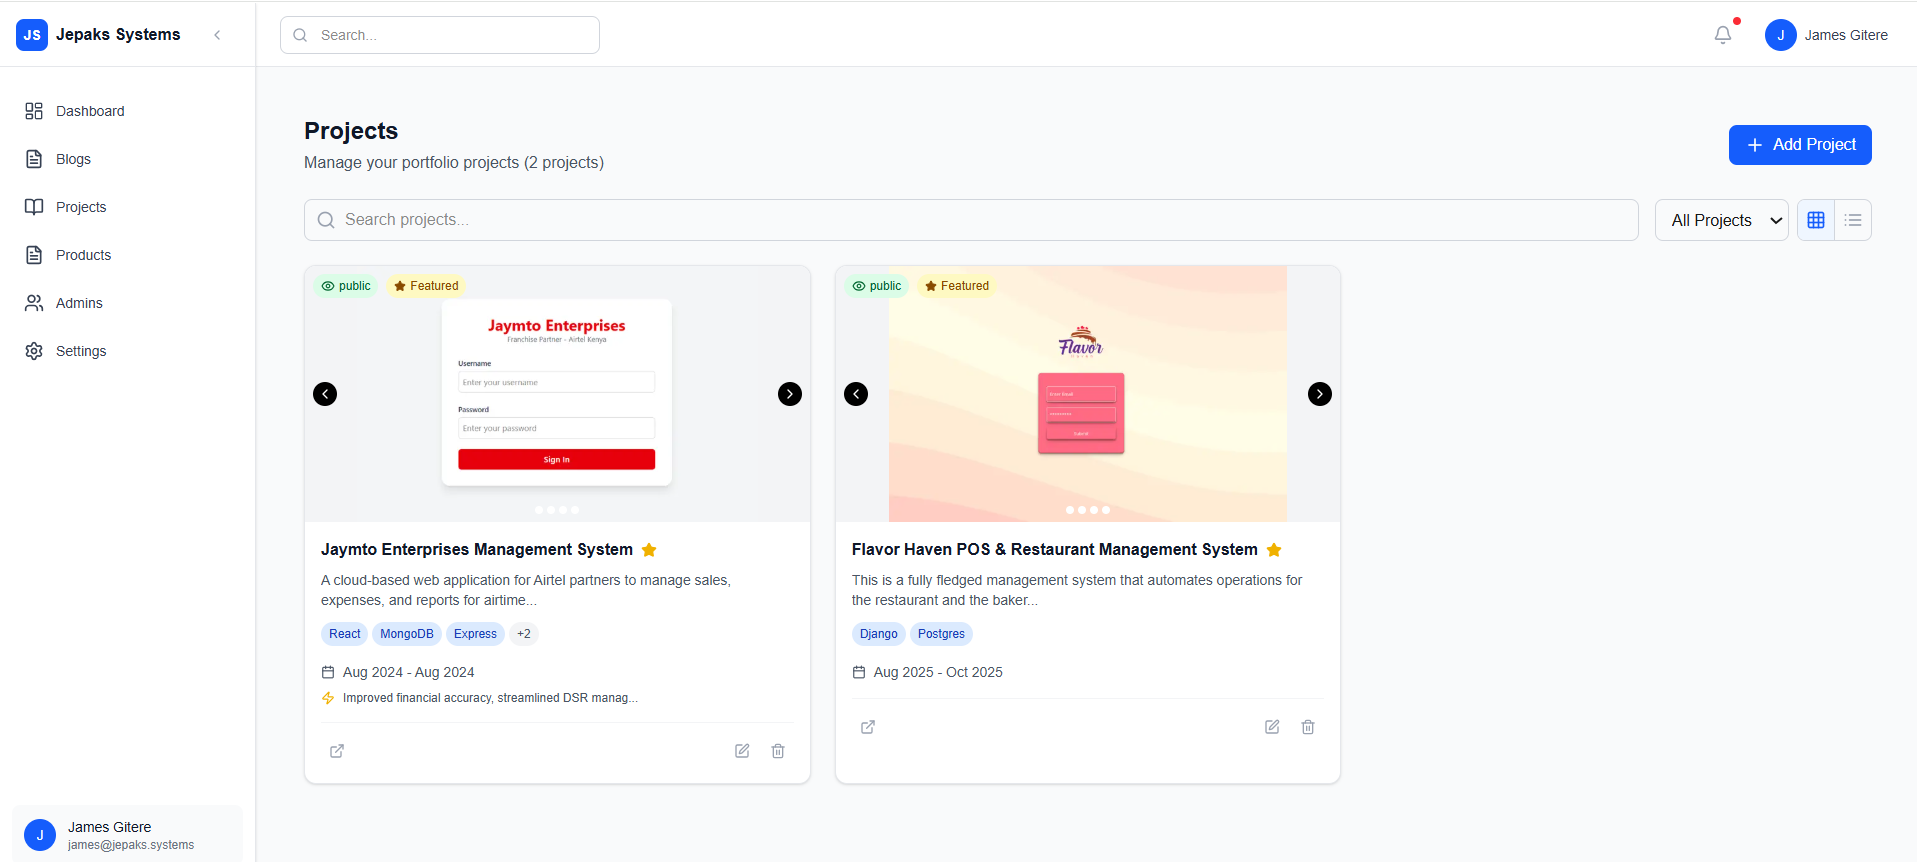 JS Jepaks Systems
Search...
J James Gitere
Dashboard
Blogs
Projects
Products
Admins
Settings
Projects
Manage your portfolio projects (2 projects)
Add Project
Search projects...
All Projects
public Featured
Jaymto Enterprises
Franchise Partner - Airtel Kenya
Username
Enter your username
Password
Enter your password
Sign In
Jaymto Enterprises Management System
A cloud-based web application for Airtel partners to manage sales,
expenses, and reports for airtime...
React MongoDB Express +2
Aug 2024 - Aug 2024
Improved financial accuracy, streamlined DSR manag...
public Featured
Flavor
Enter Email
Submit
Flavor Haven POS & Restaurant Management System
This is a fully fledged management system that automates operations for
the restaurant and the baker...
Django Postgres
Aug 2025 - Oct 2025
J James Gitere
james@jepaks.systems